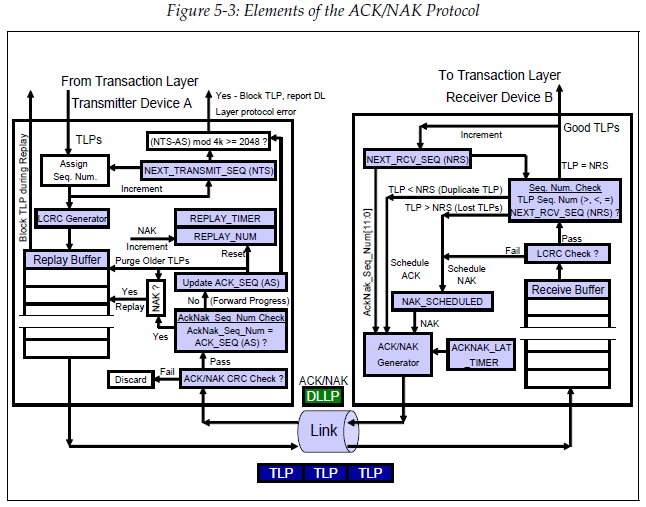 Figure 5-3: Elements of the ACK/NAK Protocol
From Transaction Layer
Transmitter Device A
Yes - Block TLP, report DL
Layer protocol error
To Transaction Layer
Receiver Device B
Block TLP during Replay
TLPs
(NTS-AS) mod 4k >= 2048 ?
Assign
Seq. Num.
NEXT_TRANSMIT_SEQ (NTS)
Increment
LCRC Generator
NAK
Increment
REPLAY_TIMER
REPLAY_NUM
Reset
Replay Buffer
Purge Older TLPs
Update ACK_SEQ (AS)
Yes
Replay
NAK ?
No
(Forward Progress)
Yes
AckNak_Seq_Num Check
AckNak_Seq_Num =
ACK_SEQ (AS) ?
Pass
Fail
Discard
ACK/NAK CRC Check ?
ACK/NAK
DLLP
Link
TLP
TLP
TLP
Increment
Good TLPs
NEXT_RCV_SEQ (NRS)
TLP = NRS
TLP < NRS (Duplicate TLP)
TLP > NRS (Lost TLPs)
Seq. Num. Check
TLP Seq. Num (>, <, =)
NEXT_RCV_SEQ (NRS) ?
Pass
Fail
LCRC Check ?
AckNak_Seq_Num[11:0]
Schedule
ACK
Schedule
NAK
Receive Buffer
NAK_SCHEDULED
NAK
ACK/NAK
Generator
ACKNAK_LAT
_TIMER